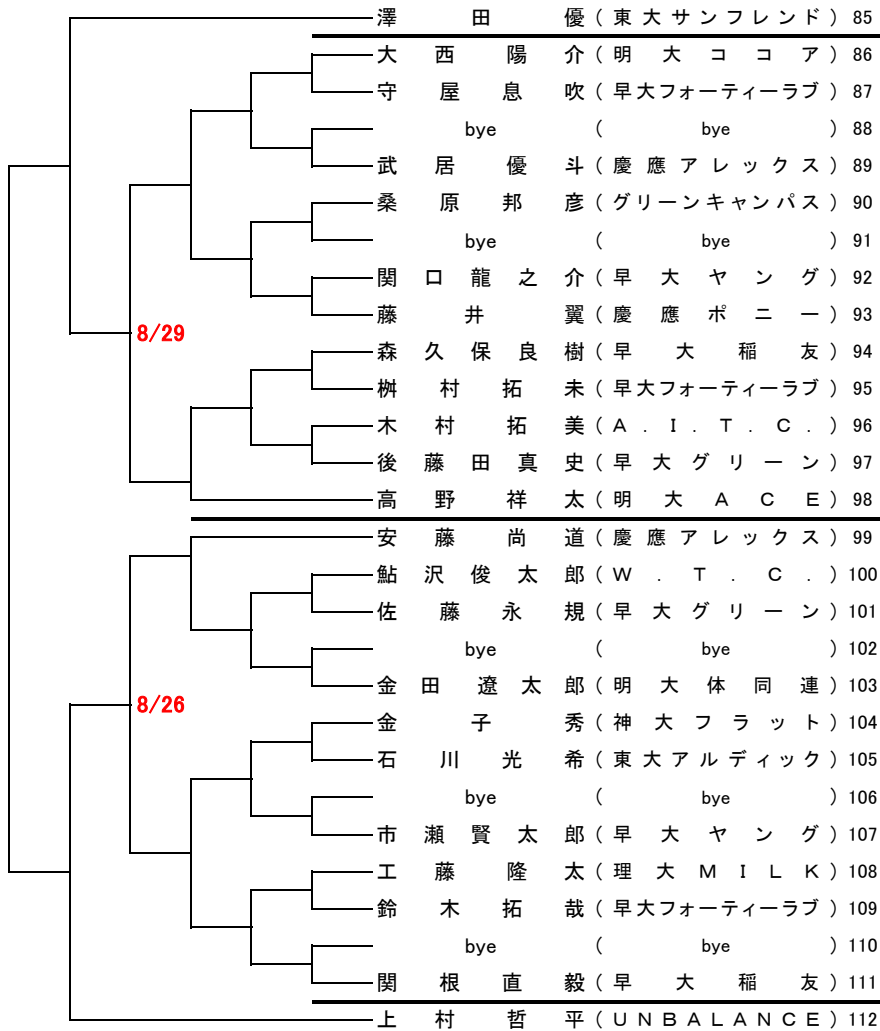 澤田優(東大サンフレンド) 85
大西陽介(明大ココア) 86
守屋息吹(早大フォーティーラブ) 87
bye(bye) 88
武居優斗(慶應アレックス) 89
桑原邦彦(グリーンキャンパス) 90
bye(bye) 91
関口龍之介(早大ヤング) 92
藤井翼(慶應ポニー) 93
8/29
森久保良樹(早大稲友) 94
桝村拓未(早大フォーティーラブ) 95
木村拓美(A.I.T.C.) 96
後藤田真史(早大グリーン) 97
高野祥太(明大ACE) 98
安藤尚道(慶應アレックス) 99
鮎沢俊太郎(W.T.C.) 100
佐藤永規(早大グリーン) 101
bye(bye) 102
金田遼太郎(明大体同連) 103
8/26
金子秀(神大フラット) 104
石川光希(東大アルディック) 105
bye(bye) 106
市瀬賢太郎(早大ヤング) 107
工藤隆太(理大MILK) 108
鈴木拓哉(早大フォーティーラブ) 109
bye(bye) 110
関根直毅(早大稲友) 111
上村哲平(UNBALANCE) 112